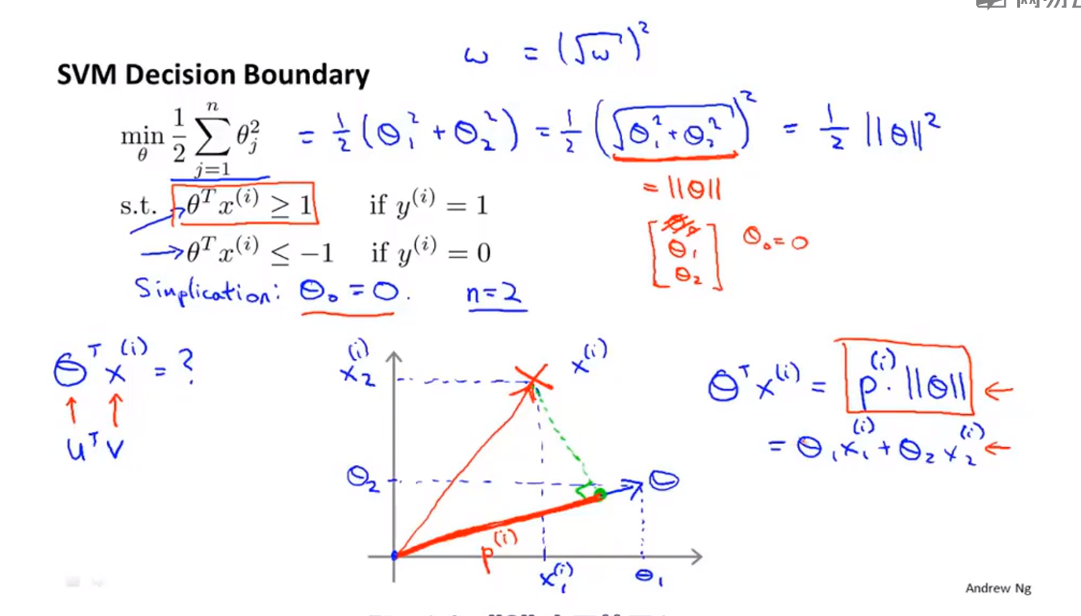 ω = (√ω)²
SVM Decision Boundary
min_θ 1/2 ∑_{j=1}^{n} θ_j² = 1/2 (Θ₁² + Θ₂²) = 1/2 (√(Θ₁² + Θ₂²))² = 1/2 ||Θ||²
= ||Θ||
s.t. θᵀx⁽ⁱ⁾ ≥ 1 if y⁽ⁱ⁾ = 1
→θᵀx⁽ⁱ⁾ ≤ −1 if y⁽ⁱ⁾ = 0
[Θ₀ Θ₁ Θ₂] Θ₀ = 0
Simplication: Θ₀ = 0. n=2
Θᵀx⁽ⁱ⁾ = ?
↑ ↑
uᵀv
x₂⁽ⁱ⁾
x⁽ⁱ⁾
Θ₂
Θ
p⁽ⁱ⁾
x₁⁽ⁱ⁾
Θ₁
Θᵀx⁽ⁱ⁾ = p⁽ⁱ⁾·||Θ|| ←
= Θ₁x₁⁽ⁱ⁾ + Θ₂x₂⁽ⁱ⁾ ←
Andrew Ng